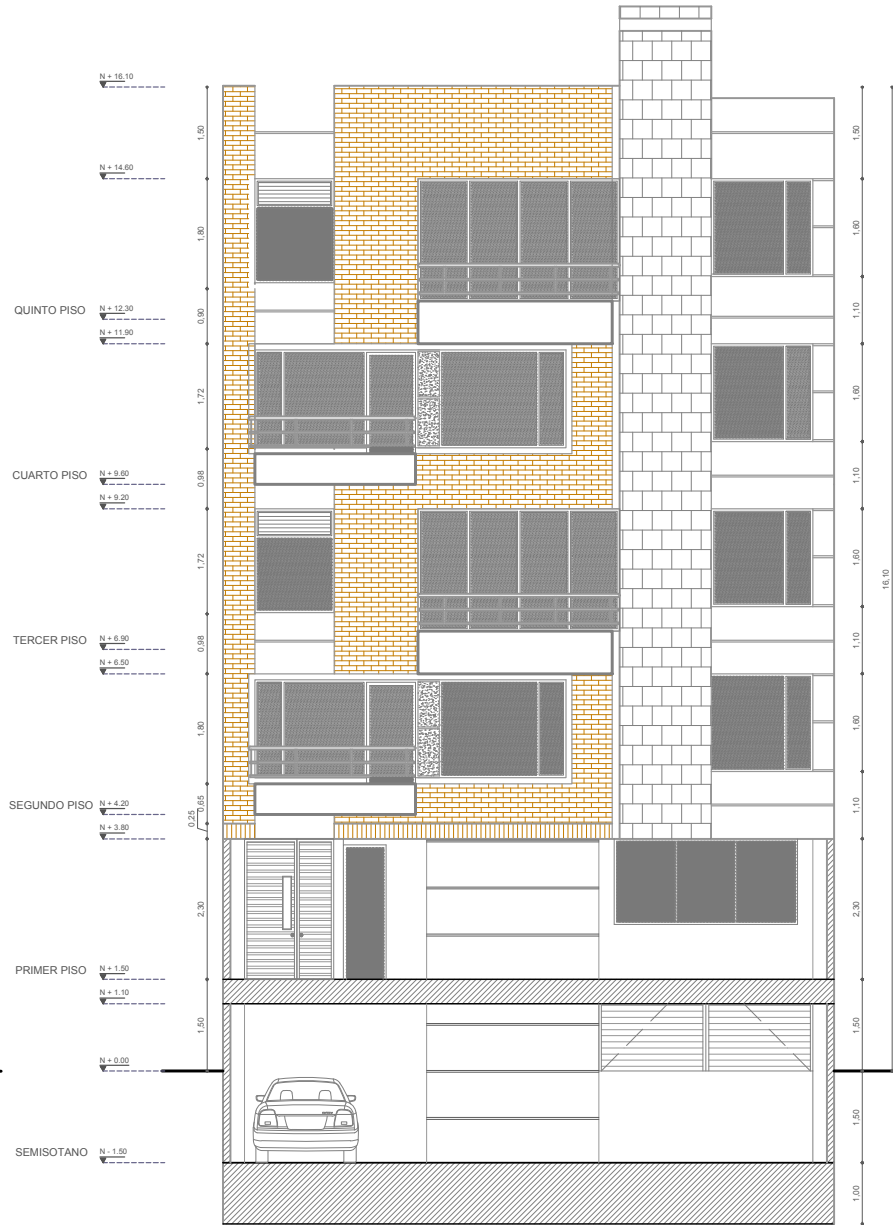 N + 16.10
1.50
1.50
N + 14.60
1.80
1.60
QUINTO PISO
N + 12.30
0.90
1.10
N + 11.90
1.72
1.60
CUARTO PISO
N + 9.60
0.98
1.10
N + 9.20
1.72
1.60
16.10
TERCER PISO
N + 6.90
0.98
1.10
N + 6.50
1.80
1.60
SEGUNDO PISO
N + 4.20
0.65
0.25
1.10
N + 3.80
2.30
2.30
PRIMER PISO
N + 1.50
N + 1.10
1.50
1.50
N + 0.00
1.50
SEMISOTANO
N - 1.50
1.00